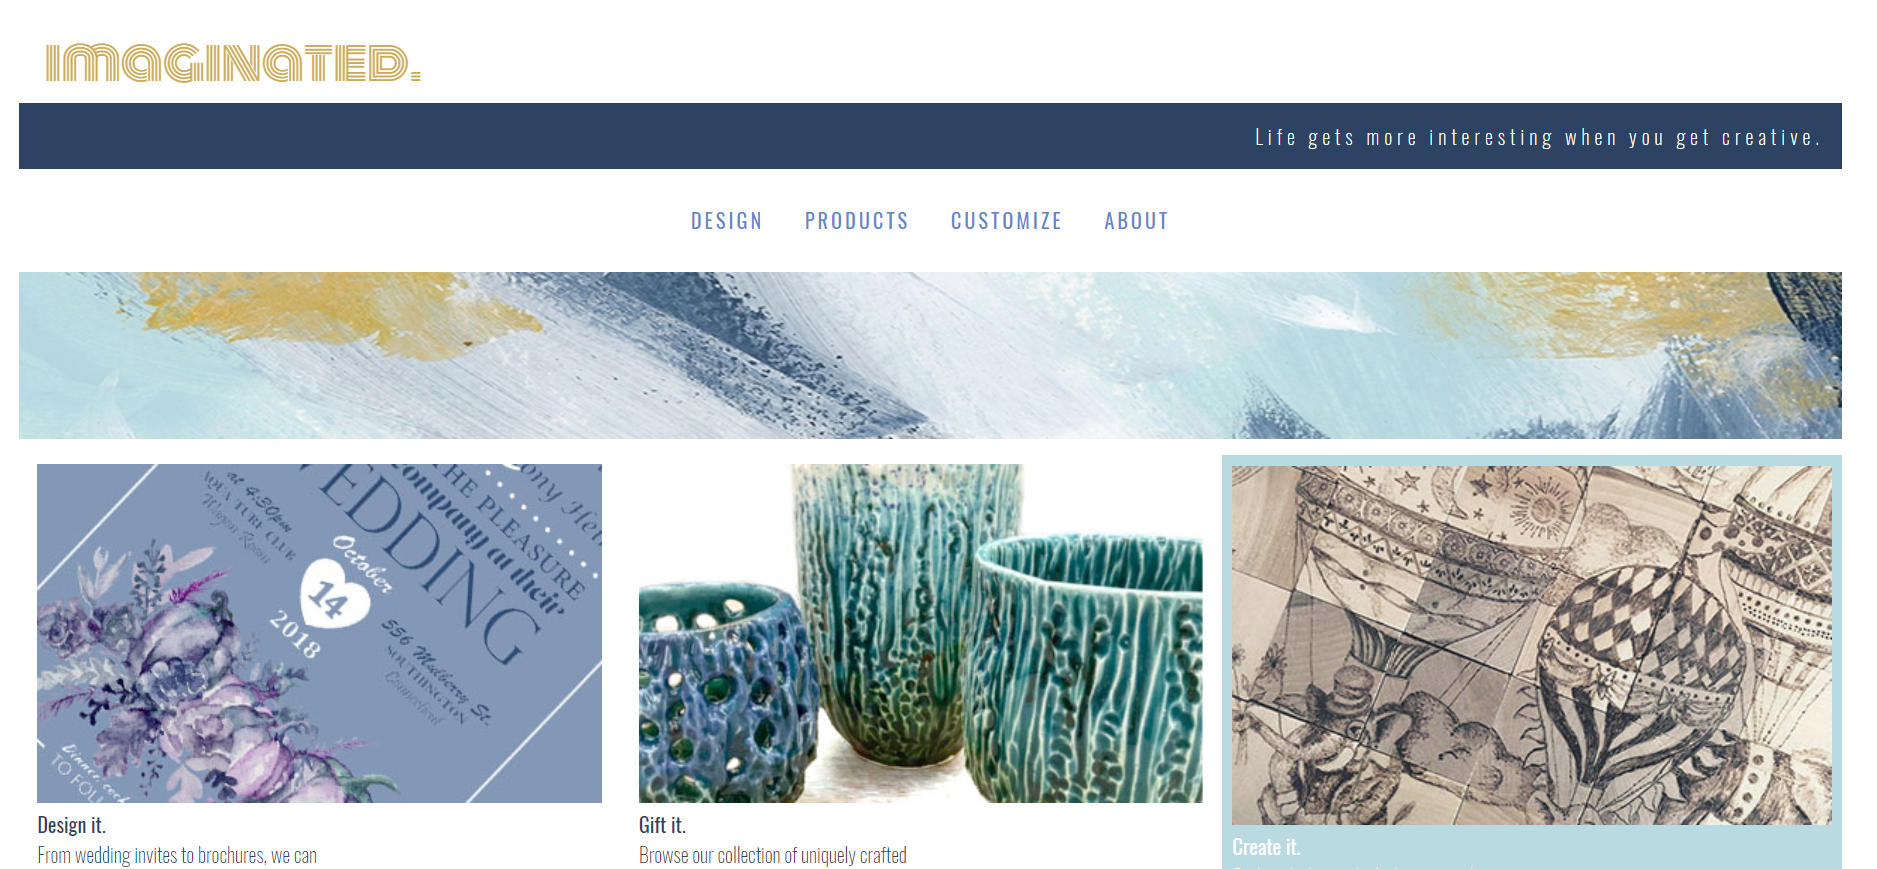 IMAGINATED.
Life gets more interesting when you get creative.
DESIGN PRODUCTS CUSTOMIZE ABOUT
at 4:30pm
AQUA TURF CLUB
Wagon Room
WEDDING
company at their
THE PLEASURE
October
14
2018
556 Mulberry St.
SOUTHINGTON
Connecticut
Dinner,
TO FOLL
Design it.
From wedding invites to brochures, we can
Gift it.
Browse our collection of uniquely crafted
Create it.